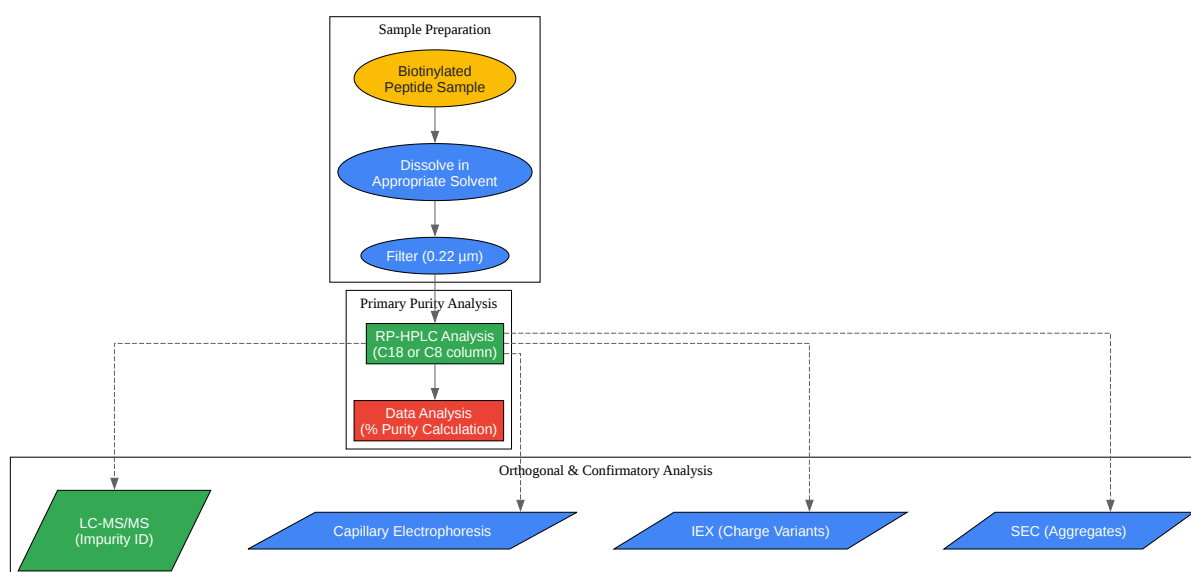 Sample Preparation
Biotinylated
Peptide Sample
Dissolve in
Appropriate Solvent
Filter (0.22 µm)
Primary Purity Analysis
RP-HPLC Analysis
(C18 or C8 column)
Data Analysis
(% Purity Calculation)
Orthogonal & Confirmatory Analysis
LC-MS/MS
(Impurity ID)
Capillary Electrophoresis
IEX (Charge Variants)
SEC (Aggregates)